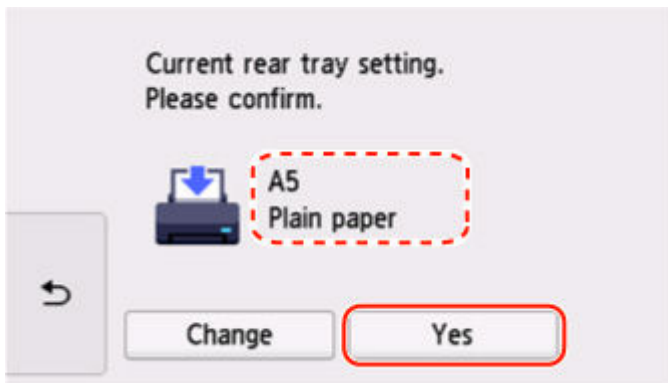 Current rear tray setting.
Please confirm.
A5
Plain paper
Change
Yes